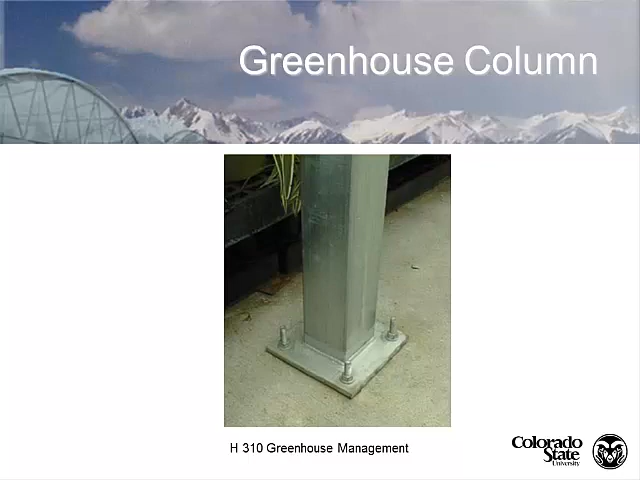 Greenhouse Column
H 310 Greenhouse Management
Colorado
State
University